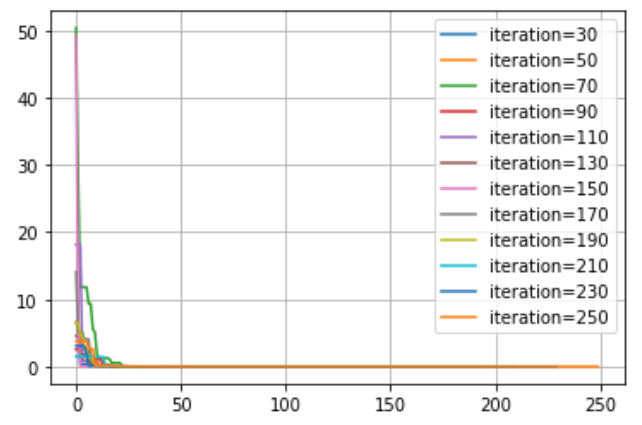 50
40
30
20
10
0
iteration=30
iteration=50
iteration=70
iteration=90
iteration=110
iteration=130
iteration=150
iteration=170
iteration=190
iteration=210
iteration=230
iteration=250
0 50 100 150 200 250